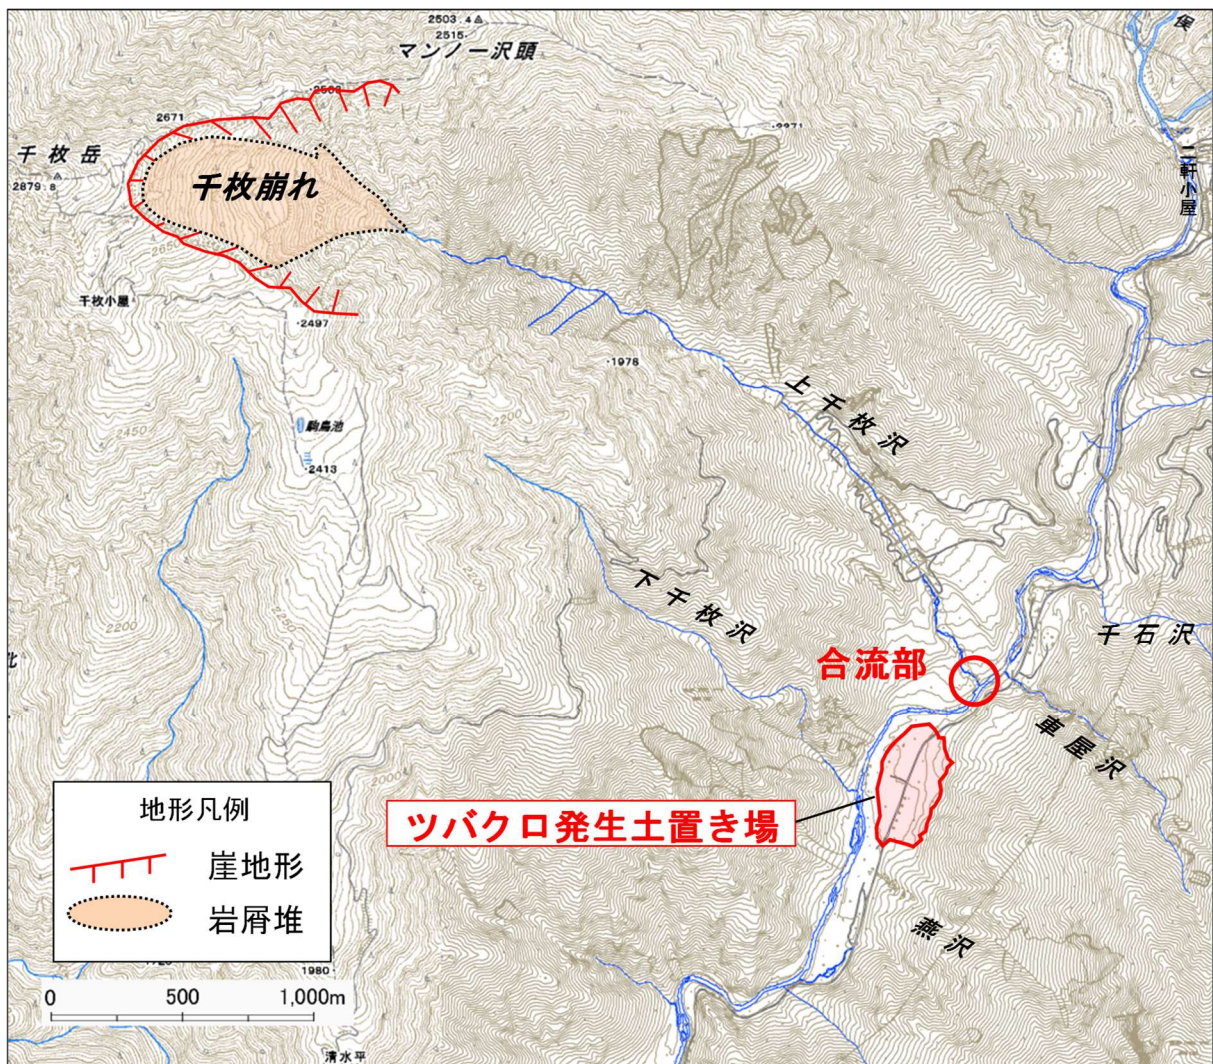 2503.4
2515
マンノー沢頭
俣
2671
千枚岳
2879.8
千枚崩れ
二軒小屋
2650
千枚小屋
2497
1978
上千枚沢
2200
駒鳥池
2450
2413
下千枚沢
2200
2250
千石沢
合流部
車屋沢
2000
地形凡例
ツバクロ発生土置き場
崖地形
岩屑堆
燕沢
1980
0 500 1,000m
清水平